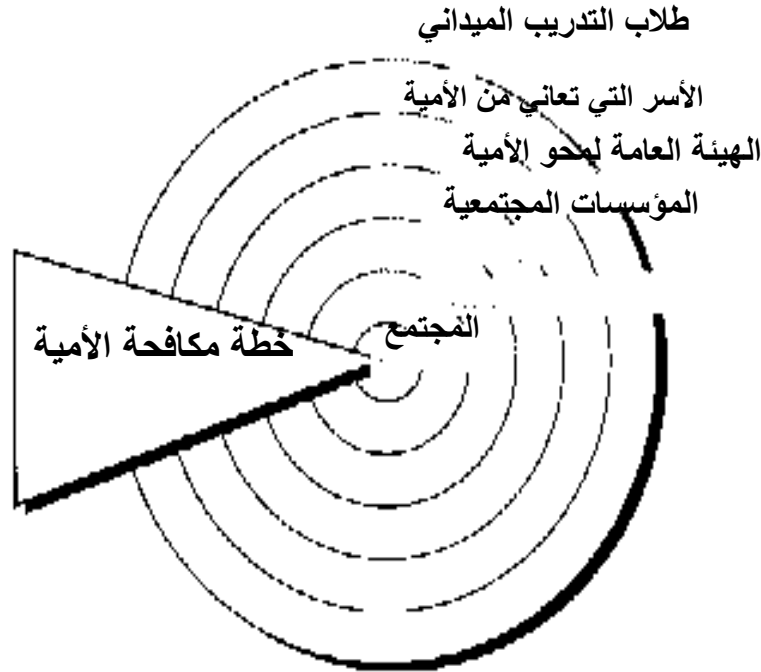 طلاب التدريب الميداني
الأسر التي تعاني من الأمية
الهيئة العامة لمحو الأمية
المؤسسات المجتمعية
المجتمع
خطة مكافحة الأمية